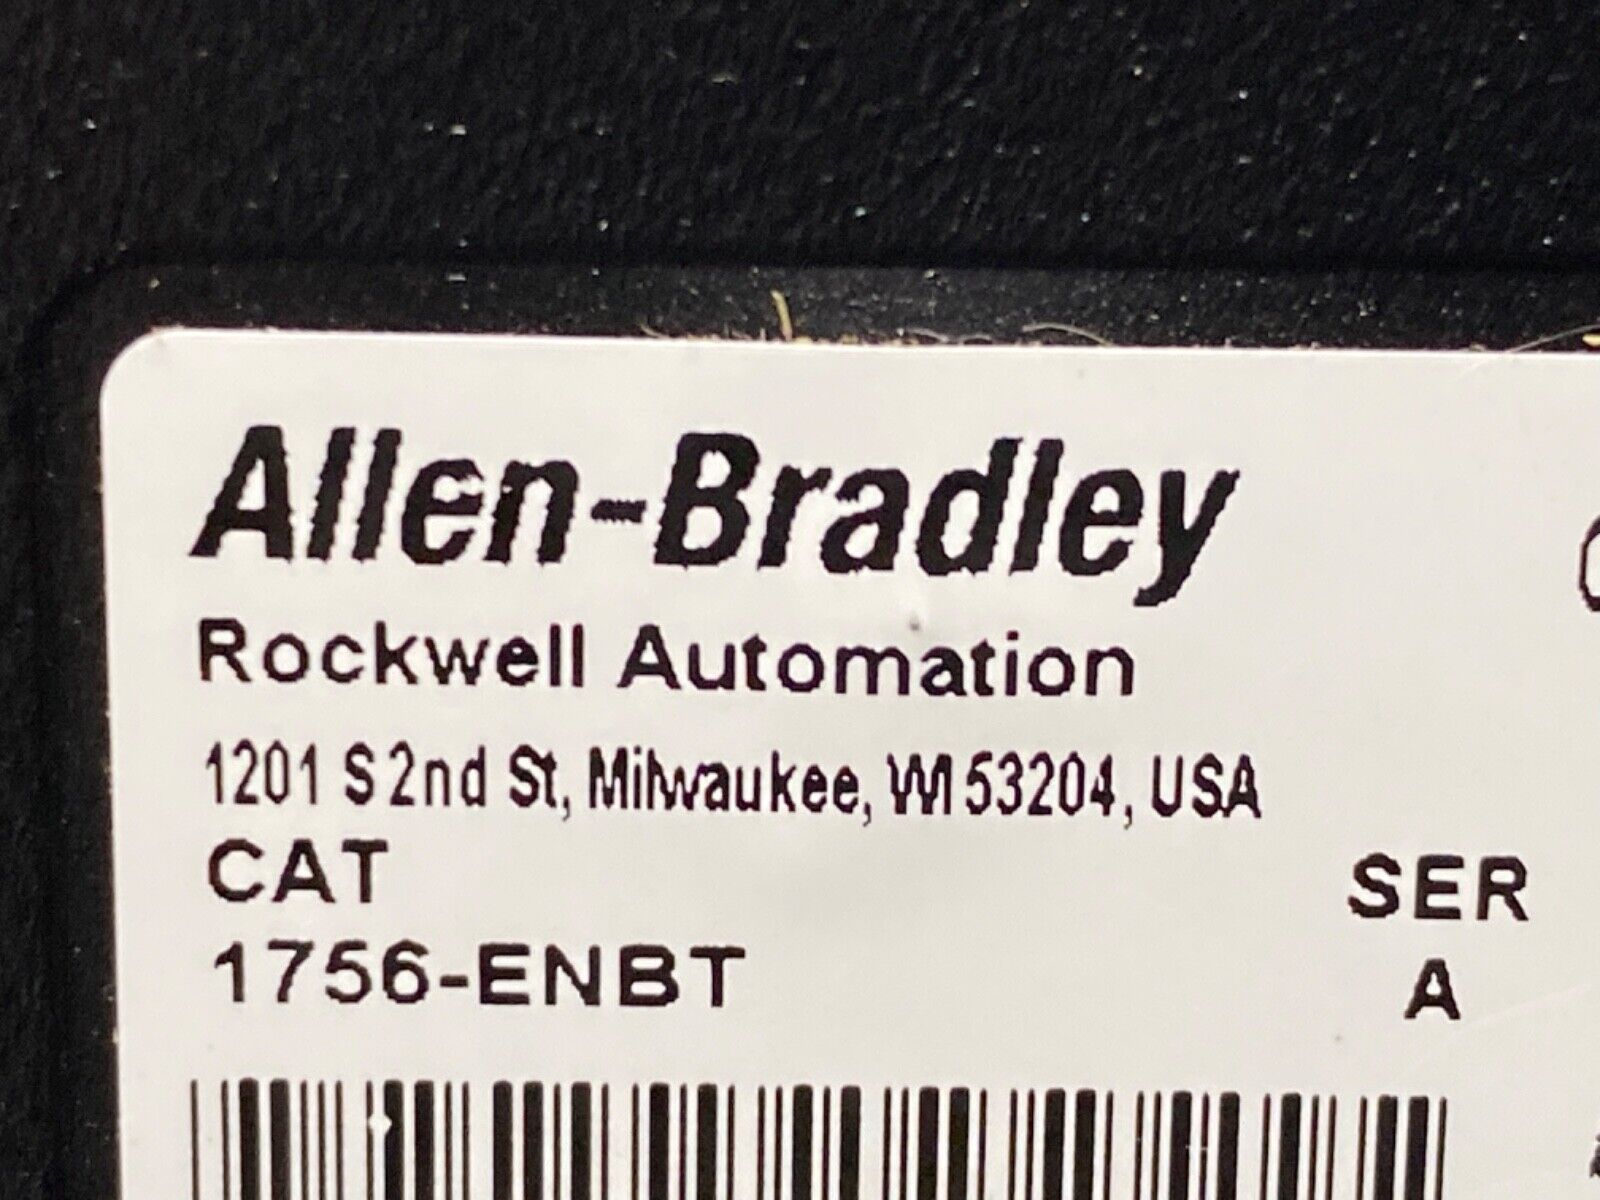 Allen-Bradley
Rockwell Automation
1201 S 2nd St, Milwaukee, WI 53204, USA
CAT
SER
1756-ENBT
A